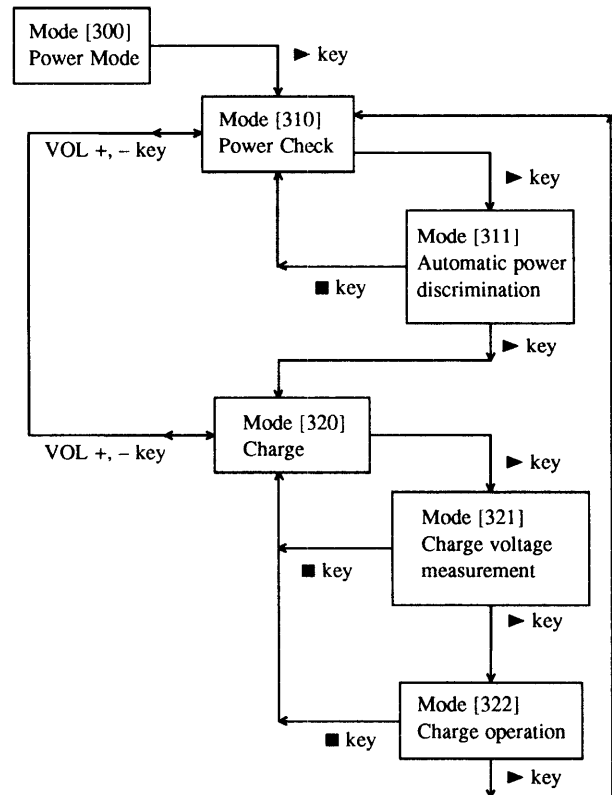 Mode [300]
Power Mode
► key
Mode [310]
Power Check
VOL +, – key
► key
Mode [311]
Automatic power
discrimination
■ key
► key
Mode [320]
Charge
VOL +, – key
► key
Mode [321]
Charge voltage
measurement
■ key
► key
Mode [322]
Charge operation
■ key
► key